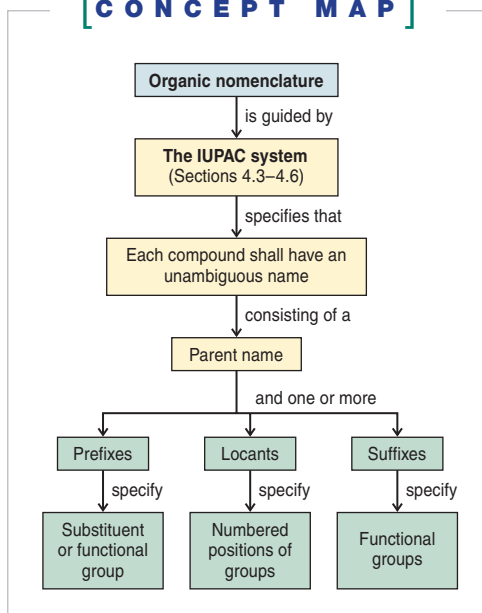 [CONCEPT MAP]
Organic nomenclature
is guided by
The IUPAC system
(Sections 4.3–4.6)
specifies that
Each compound shall have an
unambiguous name
consisting of a
Parent name
and one or more
Prefixes
Locants
Suffixes
specify
specify
specify
Substituent
or functional
group
Numbered
positions of
groups
Functional
groups